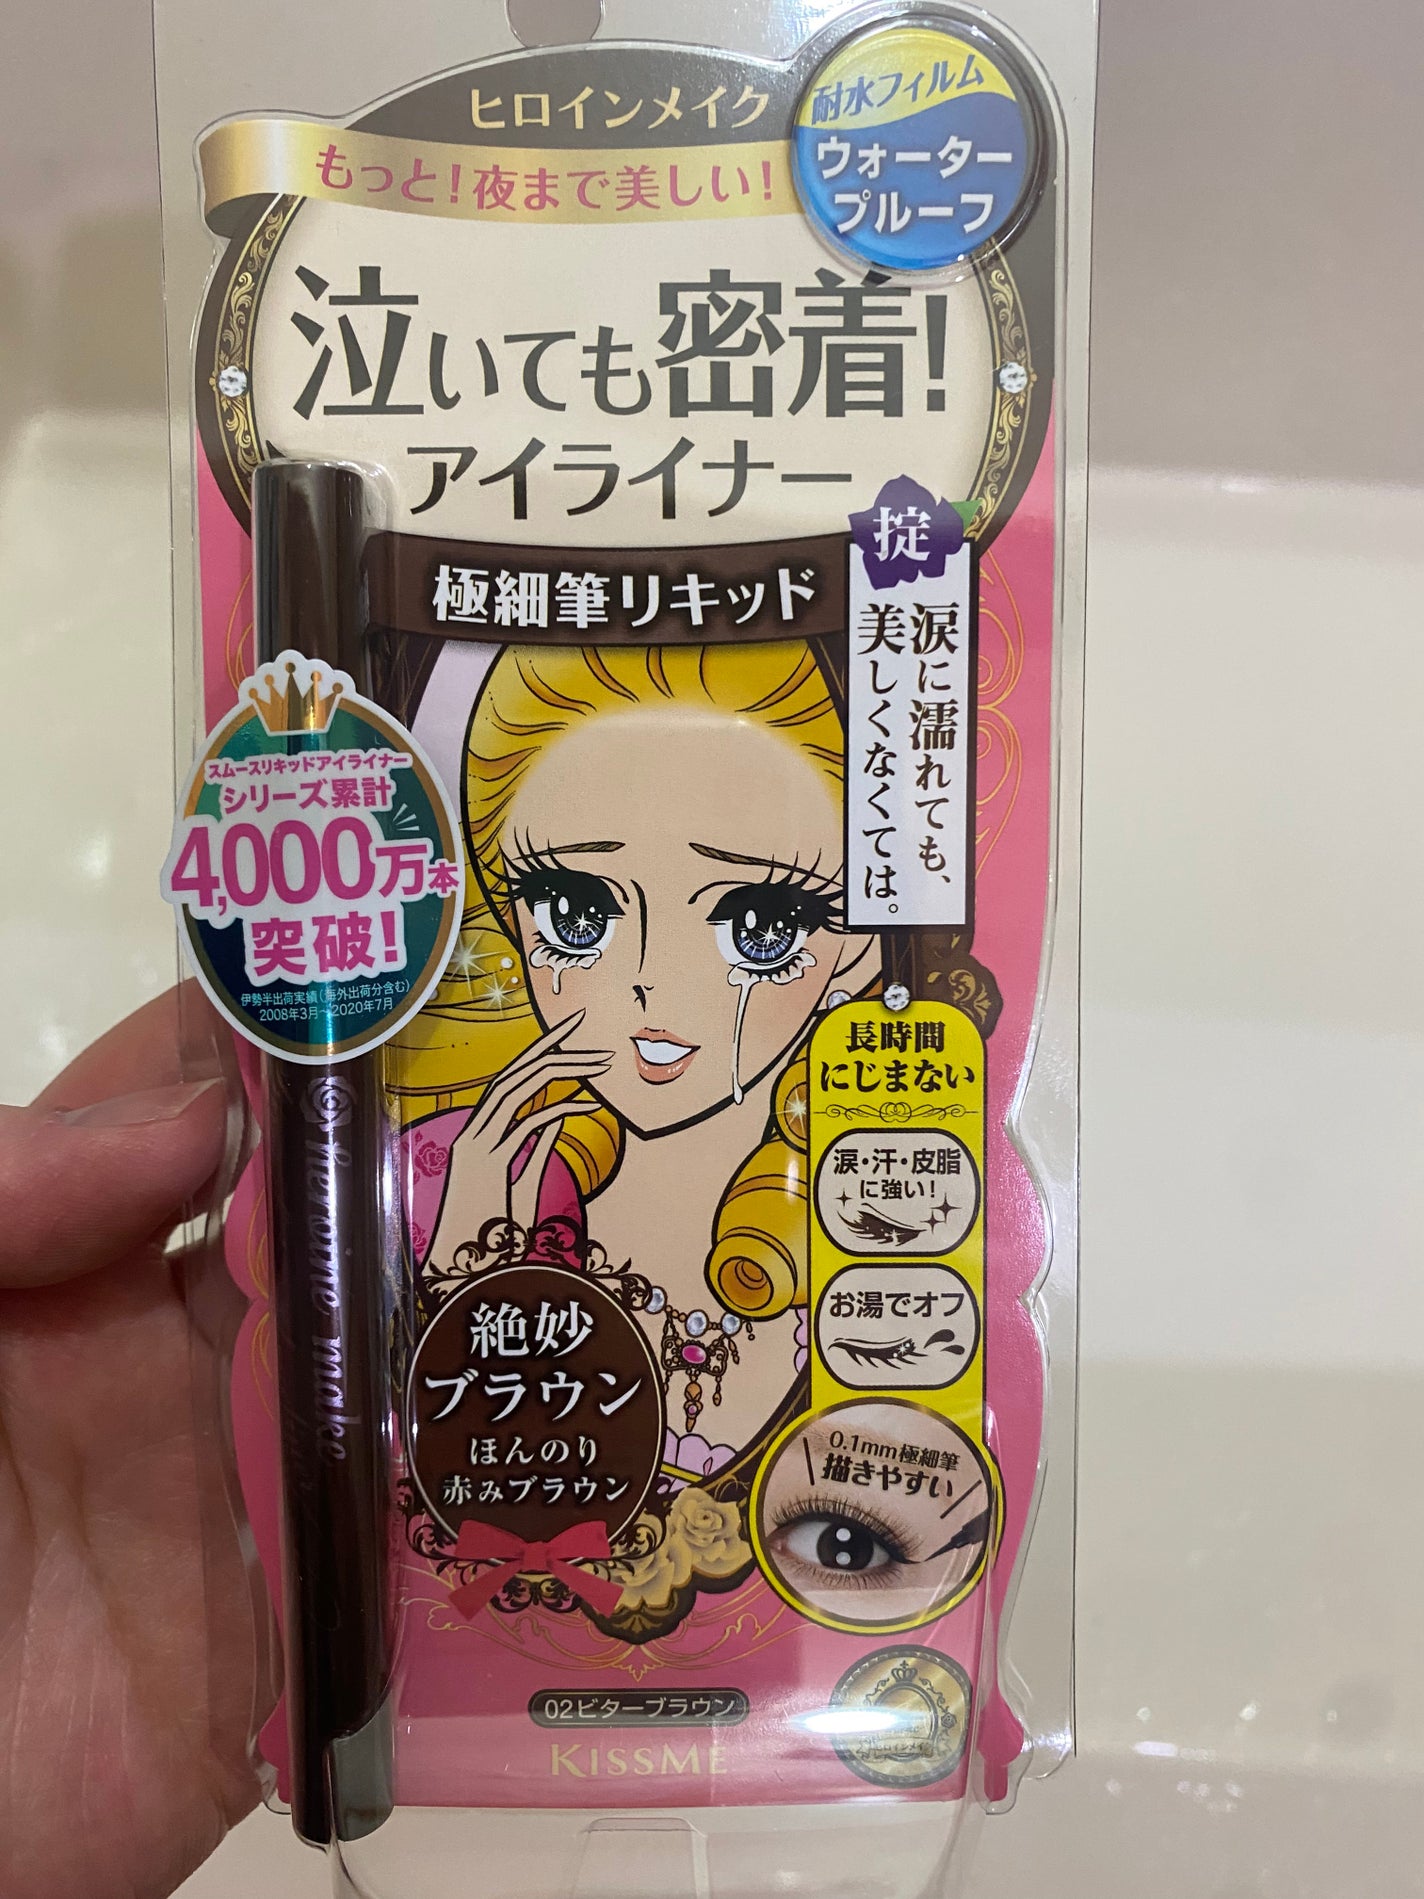 ヒロインメイク
もっと!夜まで美しい!
耐水フィルム
ウォーター
プルーフ
泣いても密着!
アイライナー
極細筆リキッド
掟
涙に濡れても、
美しくなくては。
スムースリキッドアイライナー
シリーズ累計
4,000万本
突破!
伊勢半出荷実績(海外出荷分含む)
2008年3月~2020年7月
長時間
にじまない
涙・汗・皮脂
に強い!
お湯でオフ
0.1mm極細筆
描きやすい
heroine make
絶妙
ブラウン
ほんのり
赤みブラウン
02ビターブラウン
KISSME
ヒロインメイク